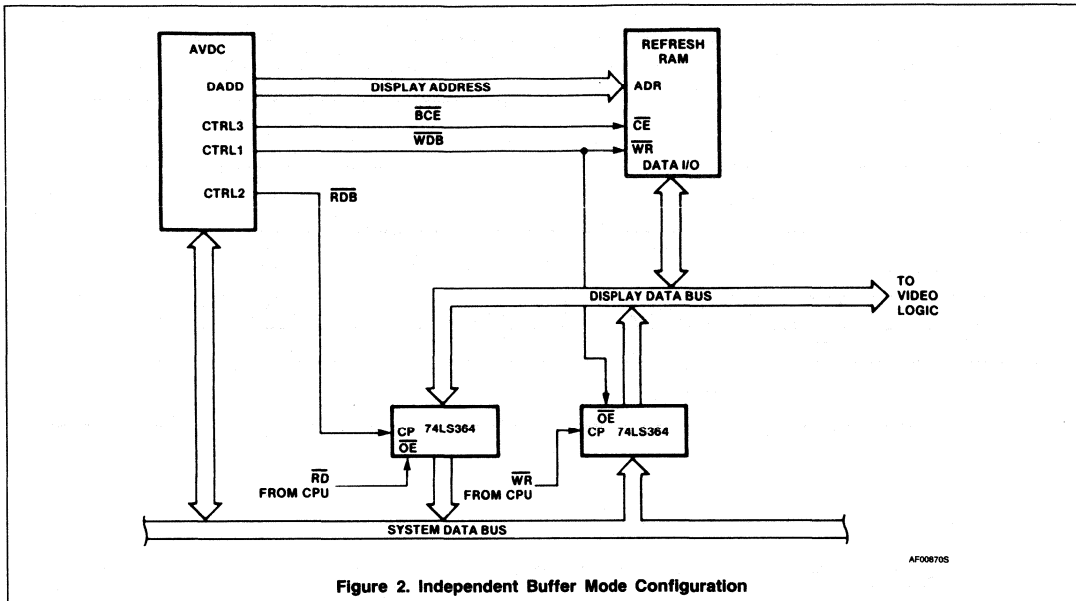 AVDC
DADD
CTRL3
CTRL1
CTRL2
DISPLAY ADDRESS
BCE
WDB
RDB
REFRESH
RAM
ADR
CE
WR
DATA I/O
DISPLAY DATA BUS
TO
VIDEO
LOGIC
CP 74LS364
OE
RD
FROM CPU
OE
CP 74LS364
WR
FROM CPU
SYSTEM DATA BUS
AF00870S
Figure 2. Independent Buffer Mode Configuration